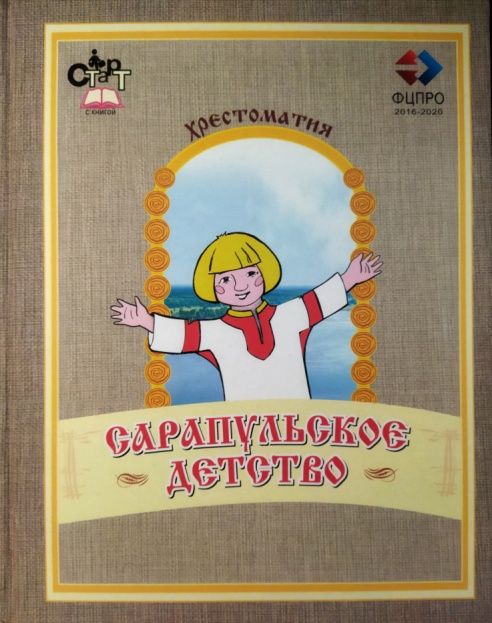 СтарТ
С КНИГОЙ
ФЦПРО
2016-2020
ХРЕСТОМАТИЯ
САРАПУЛЬСКОЕ
ДЕТСТВО